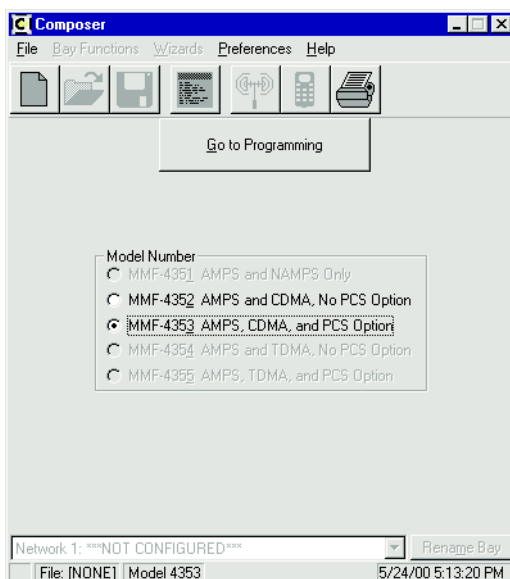 Composer
File Bay Functions Wizards Preferences Help
Go to Programming
Model Number
MMF-4351 AMPS and NAMPS Only
MMF-4352 AMPS and CDMA, No PCS Option
MMF-4353 AMPS, CDMA, and PCS Option
MMF-4354 AMPS and TDMA, No PCS Option
MMF-4355 AMPS, TDMA, and PCS Option
Network 1: ***NOT CONFIGURED*** Rename Bay
File: [NONE] Model 4353 5/24/00 5:13:20 PM